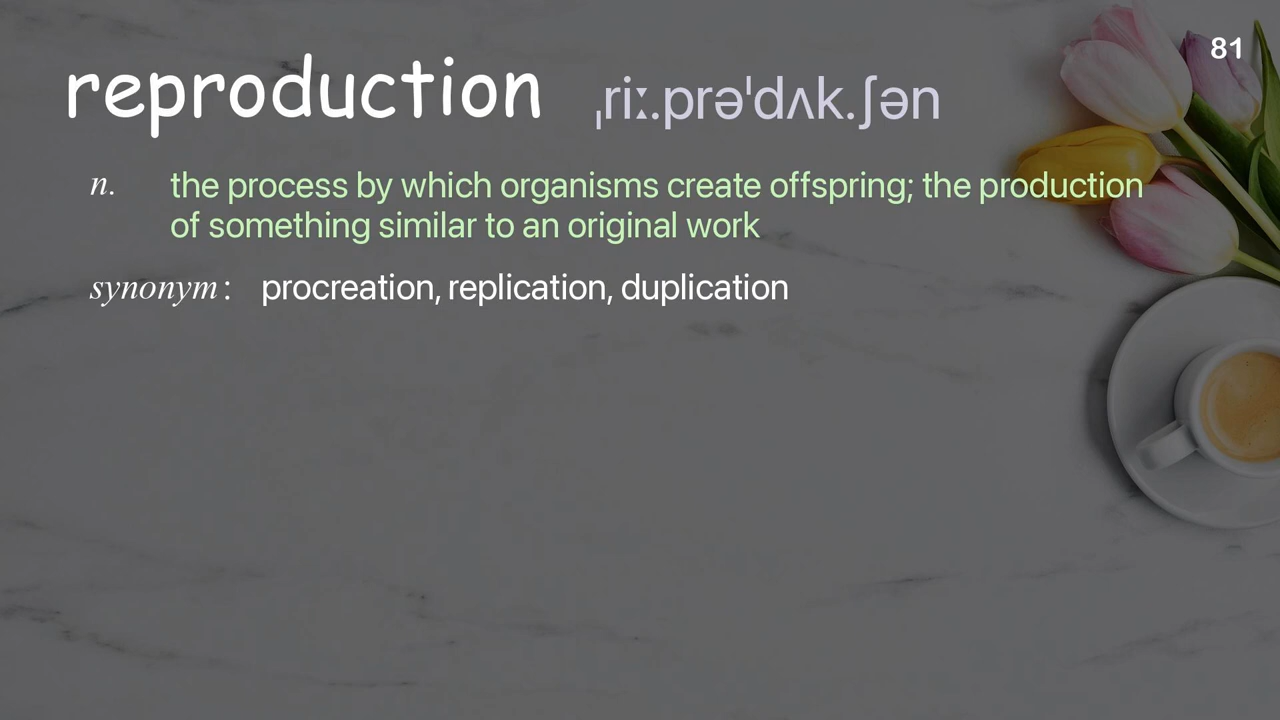 81
reproduction ˌriː.prəˈdʌk.ʃən
n. the process by which organisms create offspring; the production
of something similar to an original work
synonym: procreation, replication, duplication